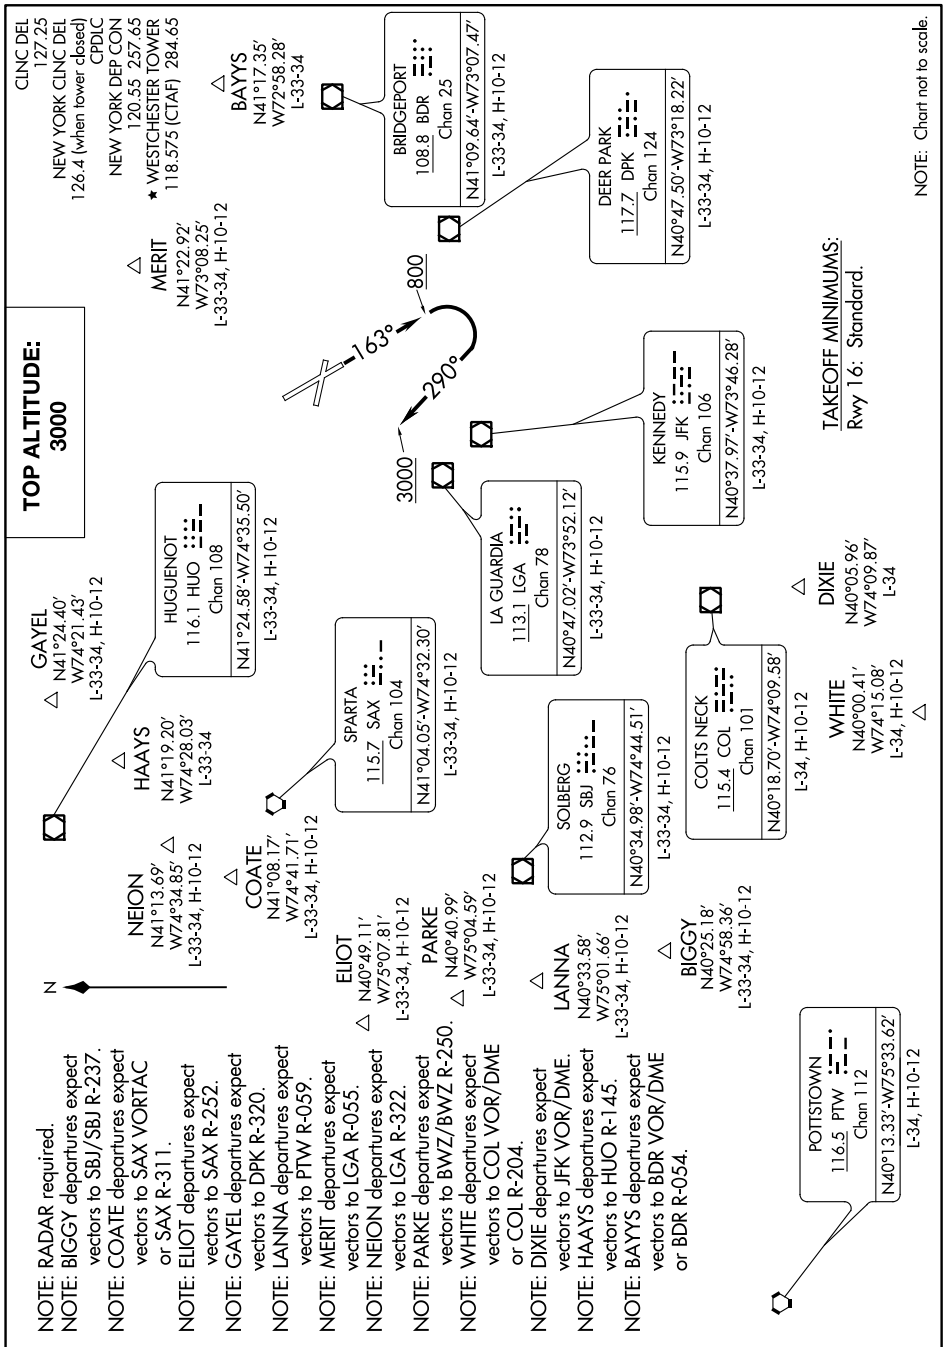 TOP ALTITUDE:
3000
CLNC DEL
127.25
NEW YORK CLNC DEL
126.4 (when tower closed)
CPDLC
NEW YORK DEP CON
120.55 257.65
★ WESTCHESTER TOWER
118.575 (CTAF) 284.65
NOTE: RADAR required.
NOTE: BIGGY departures expect
vectors to SBJ/SBJ R-237.
NOTE: COATE departures expect
vectors to SAX VORTAC
or SAX R-311.
NOTE: ELIOT departures expect
vectors to SAX R-252.
NOTE: GAYEL departures expect
vectors to DPK R-320.
NOTE: LANNA departures expect
vectors to PTW R-059.
NOTE: MERIT departures expect
vectors to LGA R-055.
NOTE: NEION departures expect
vectors to LGA R-322.
NOTE: PARKE departures expect
vectors to BWZ/BWZ R-250.
NOTE: WHITE departures expect
vectors to COL VOR/DME
or COL R-204.
NOTE: DIXIE departures expect
vectors to JFK VOR/DME.
NOTE: HAAYS departures expect
vectors to HUO R-145.
NOTE: BAYYS departures expect
vectors to BDR VOR/DME
or BDR R-054.
N
GAYEL
N41°24.40′
W74°21.43′
L-33-34, H-10-12
HUGUENOT
116.1 HUO
Chan 108
N41°24.58′-W74°35.50′
L-33-34, H-10-12
HAAYS
N41°19.20′
W74°28.03′
L-33-34
NEION
N41°13.69′
W74°34.85′
L-33-34, H-10-12
COATE
N41°08.17′
W74°41.71′
L-33-34, H-10-12
SPARTA
115.7 SAX
Chan 104
N41°04.05′-W74°32.30′
L-33-34, H-10-12
ELIOT
N40°49.11′
W75°07.81′
L-33-34, H-10-12
PARKE
N40°40.99′
W75°04.59′
L-33-34, H-10-12
LANNA
N40°33.58′
W75°01.66′
L-33-34, H-10-12
SOLBERG
112.9 SBJ
Chan 76
N40°34.98′-W74°44.51′
L-33-34, H-10-12
BIGGY
N40°25.18′
W74°58.36′
L-33-34, H-10-12
POTTSTOWN
116.5 PTW
Chan 112
N40°13.33′-W75°33.62′
L-34, H-10-12
MERIT
N41°22.92′
W73°08.25′
L-33-34, H-10-12
BAYYS
N41°17.35′
W72°58.28′
L-33-34
BRIDGEPORT
108.8 BDR
Chan 25
N41°09.64′-W73°07.47′
L-33-34, H-10-12
163°
800
290°
3000
DEER PARK
117.7 DPK
Chan 124
N40°47.50′-W73°18.22′
L-33-34, H-10-12
LA GUARDIA
113.1 LGA
Chan 78
N40°47.02′-W73°52.12′
L-33-34, H-10-12
KENNEDY
115.9 JFK
Chan 106
N40°37.97′-W73°46.28′
L-33-34, H-10-12
COLTS NECK
115.4 COL
Chan 101
N40°18.70′-W74°09.58′
L-34, H-10-12
DIXIE
N40°05.96′
W74°09.87′
L-34
WHITE
N40°00.41′
W74°15.08′
L-34, H-10-12
TAKEOFF MINIMUMS:
Rwy 16: Standard.
NOTE: Chart not to scale.